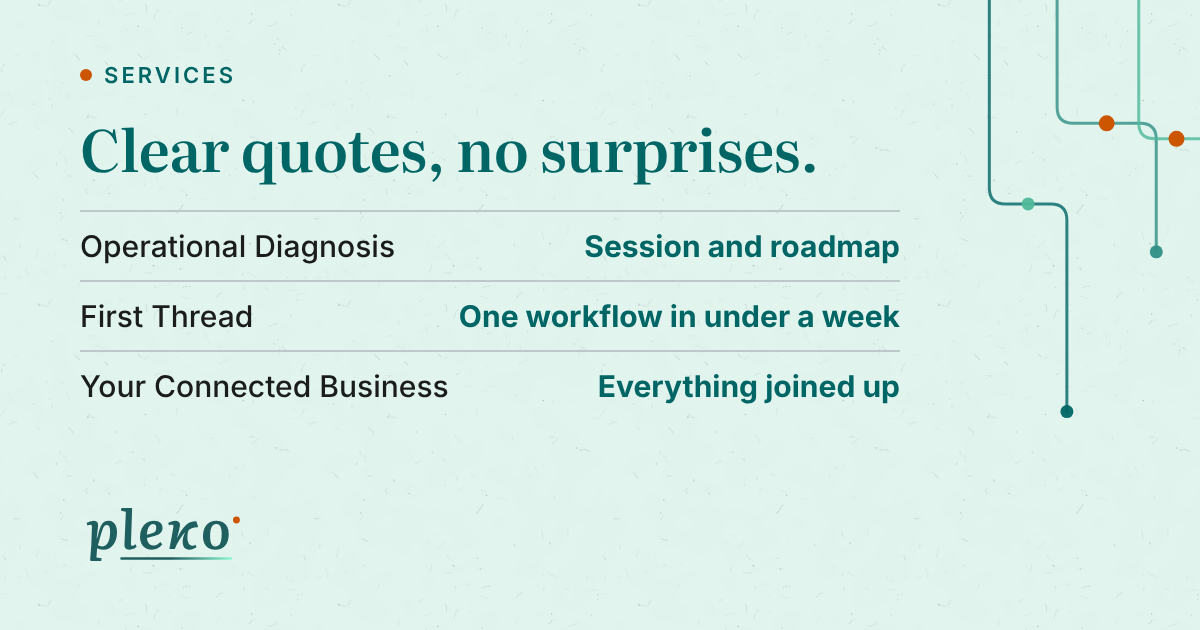 SERVICES
Clear quotes, no surprises.
Operational Diagnosis Session and roadmap
First Thread One workflow in under a week
Your Connected Business Everything joined up
plexo